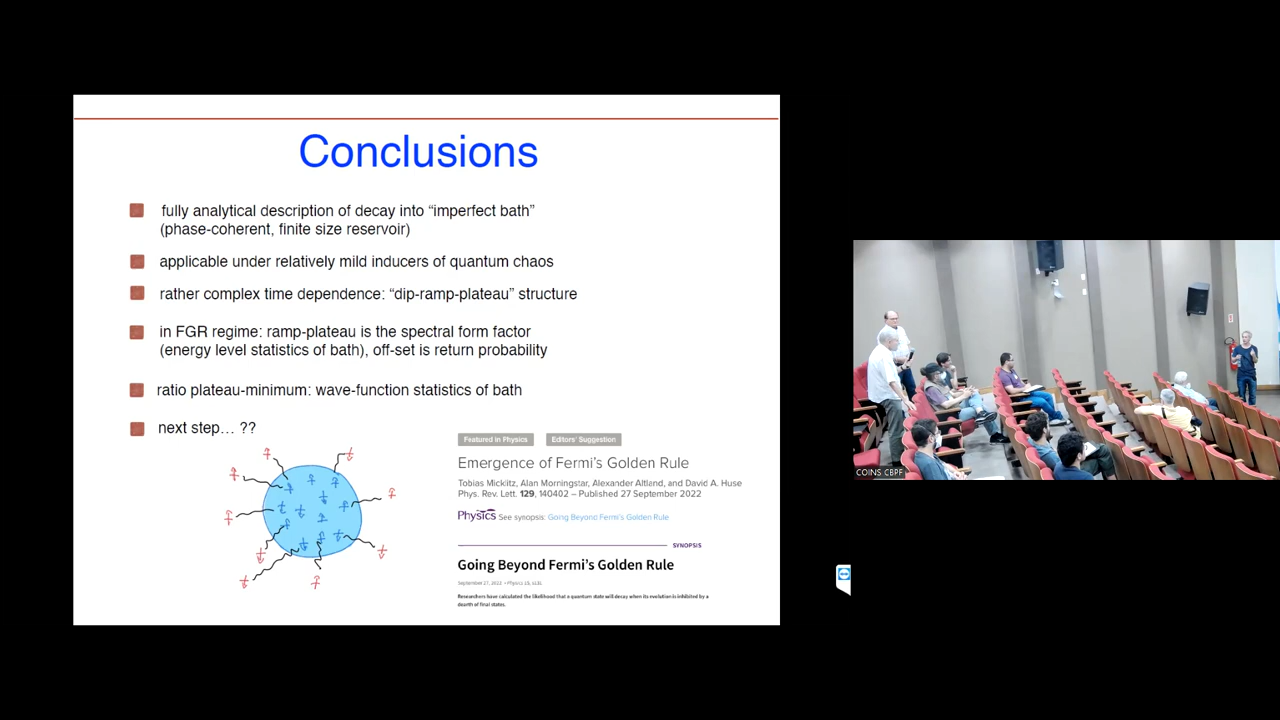 Conclusions
fully analytical description of decay into “imperfect bath”
(phase-coherent, finite size reservoir)
applicable under relatively mild inducers of quantum chaos
rather complex time dependence: “dip-ramp-plateau” structure
in FGR regime: ramp-plateau is the spectral form factor
(energy level statistics of bath), off-set is return probability
ratio plateau-minimum: wave-function statistics of bath
next step… ??
Featured in Physics Editors' Suggestion
Emergence of Fermi’s Golden Rule
Tobias Micklitz, Alan Morningstar, Alexander Altland, and David A. Huse
Phys. Rev. Lett. 129, 140402 – Published 27 September 2022
Physics See synopsis: Going Beyond Fermi's Golden Rule
SYNOPSIS
Going Beyond Fermi’s Golden Rule
September 27, 2022 • Physics 15, s131
Researchers have calculated the likelihood that a quantum state will decay when its evolution is inhibited by a
dearth of final states.
COINS CBPF